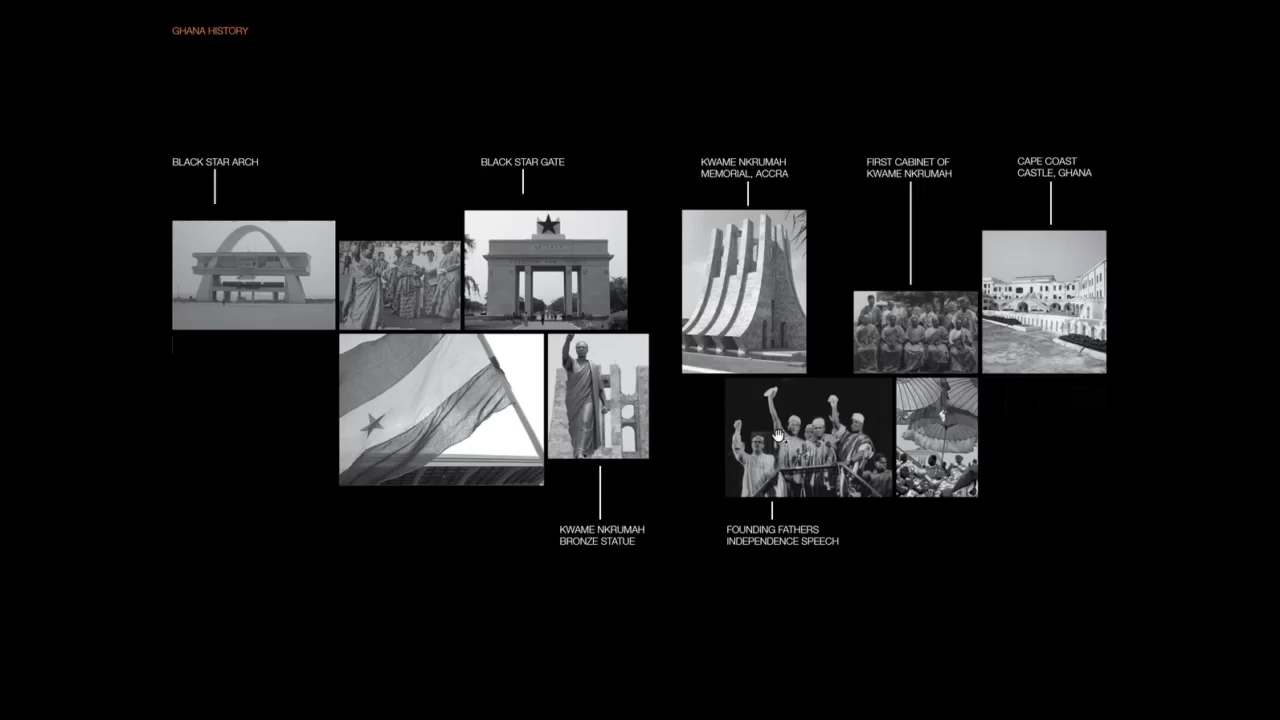 GHANA HISTORY
BLACK STAR ARCH
BLACK STAR GATE
KWAME NKRUMAH
MEMORIAL, ACCRA
FIRST CABINET OF
KWAME NKRUMAH
CAPE COAST
CASTLE, GHANA
KWAME NKRUMAH
BRONZE STATUE
FOUNDING FATHERS
INDEPENDENCE SPEECH